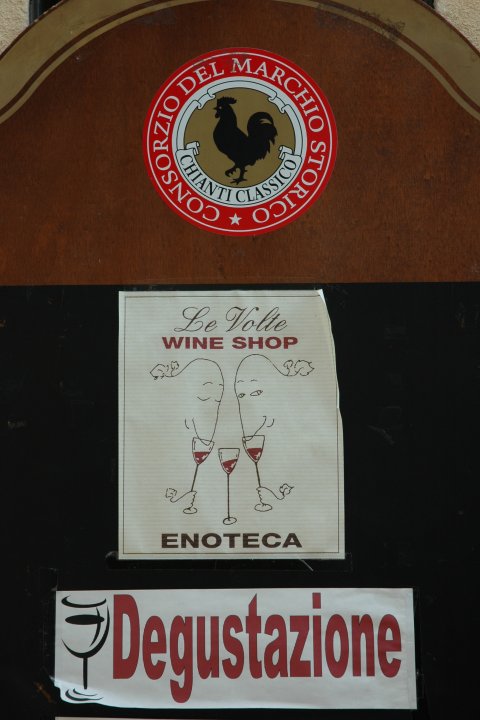 CONSORZIO DEL MARCHIO STORICO
CHIANTI CLASSICO
Le Volte
WINE SHOP
ENOTECA
Degustazione